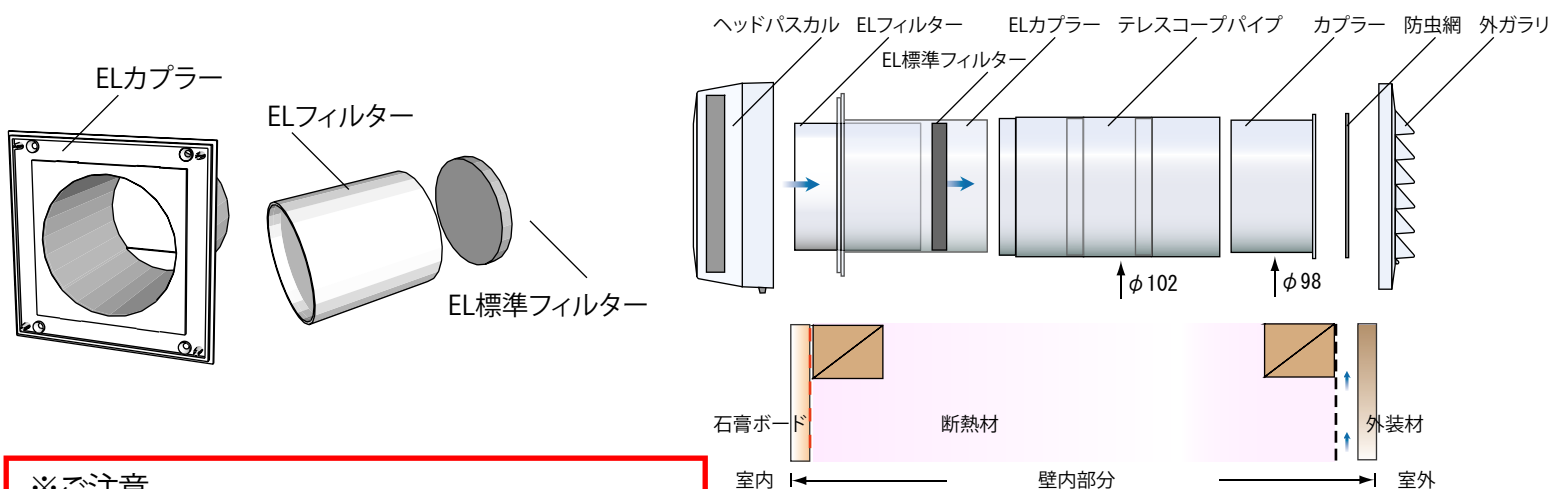 ELカプラー
ELフィルター
EL標準フィルター
ヘッドパスカル ELフィルター ELカプラー テレスコープパイプ カプラー 防虫網 外ガラリ
EL標準フィルター
φ102 φ98
石膏ボード 断熱材 外装材
室内 壁内部分 室外
※ご注意